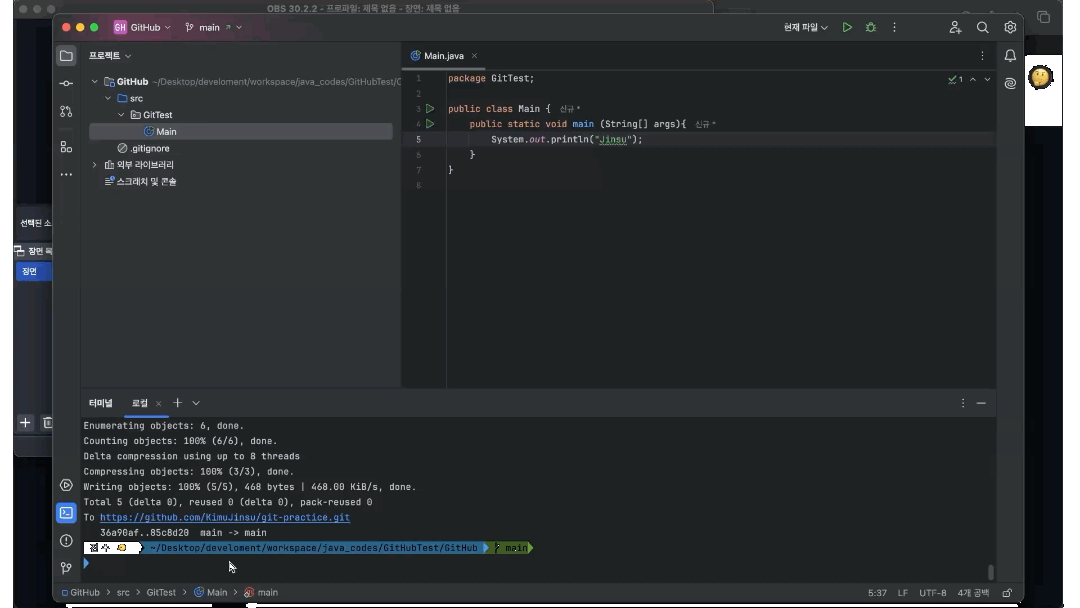 OBS 30.2.2 - 프로파일: 제목 없음 - 장면: 제목 없음
GH GitHub main 현재 파일
프로젝트
Main.java
GitHub ~/Desktop/develoment/workspace/java_codes/GitHubTest/G
src
GitTest
Main
.gitignore
외부 라이브러리
스크래치 및 콘솔
1 package GitTest;
2
3 public class Main { 신규 *
4 public static void main (String[] args){ 신규 *
5 System.out.println("Jinsu");
6 }
7 }
8
1
선택된 소
장면 목
장면
터미널 로컬
Enumerating objects: 6, done.
Counting objects: 100% (6/6), done.
Delta compression using up to 8 threads
Compressing objects: 100% (3/3), done.
Writing objects: 100% (5/5), 468 bytes | 468.00 KiB/s, done.
Total 5 (delta 0), reused 0 (delta 0), pack-reused 0
To https://github.com/KimuJinsu/git-practice.git
36a90af..85c8d20 main -> main
~/Desktop/develoment/workspace/java_codes/GitHubTest/GitHub main
GitHub > src > GitTest > Main > main 5:37 LF UTF-8 4개 공백